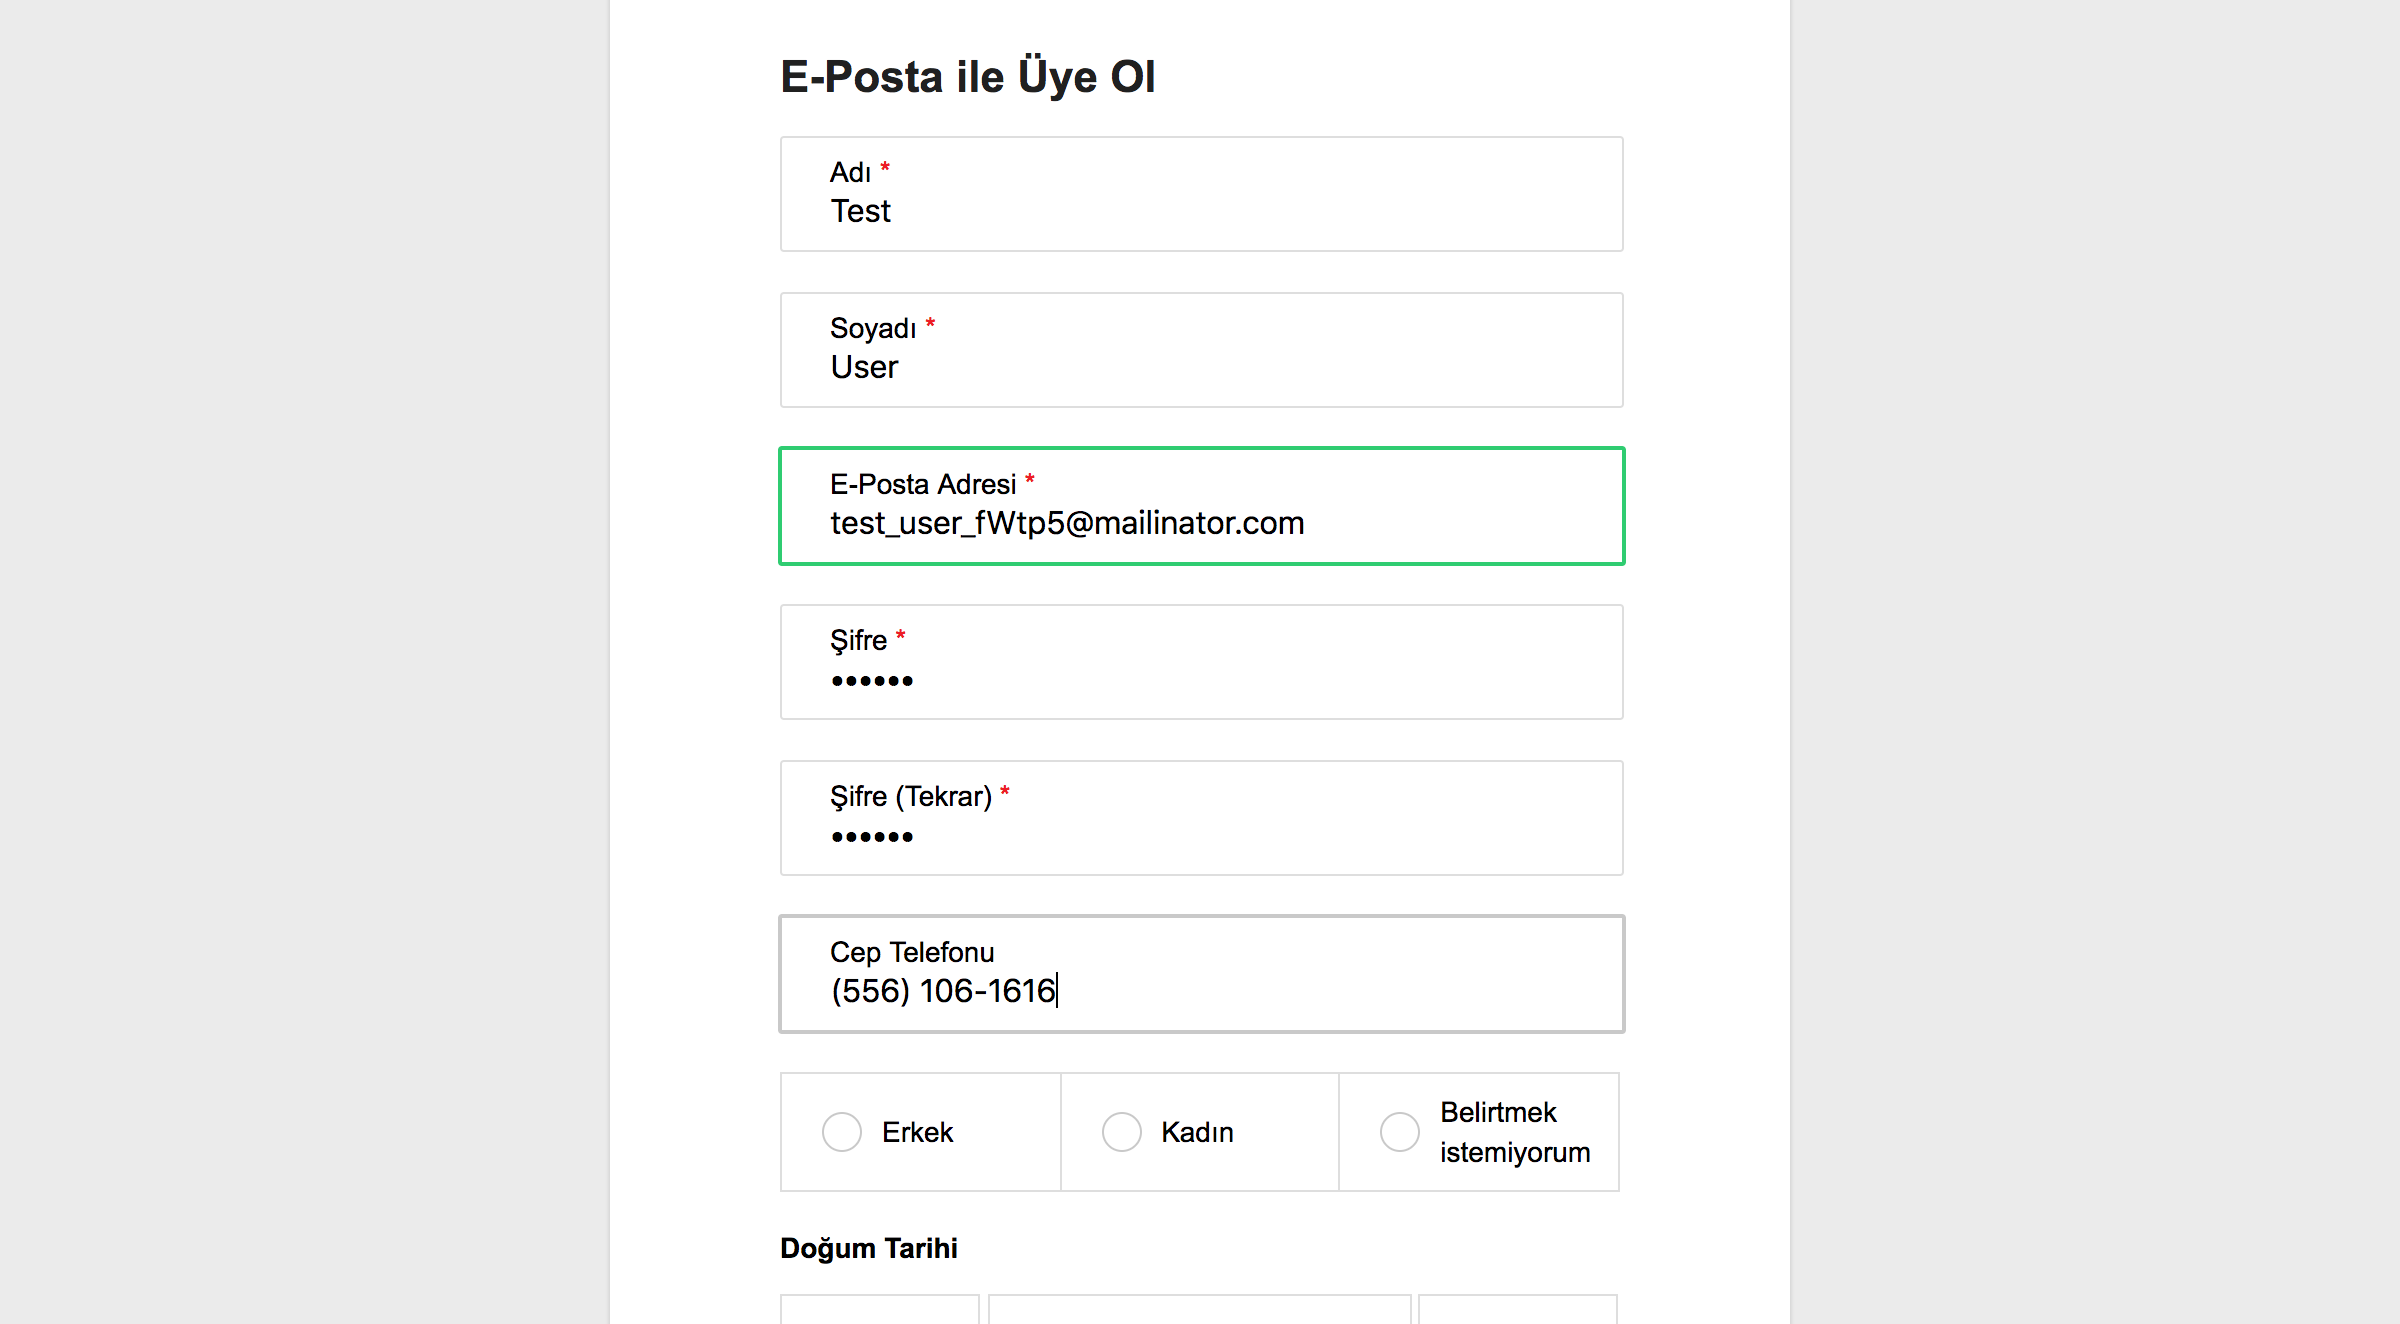 E-Posta ile Üye Ol
Adı *
Test
Soyadı *
User
E-Posta Adresi *
test_user_fWtp5@mailinator.com
Şifre *
••••••
Şifre (Tekrar) *
••••••
Cep Telefonu
(556) 106-1616
Erkek
Kadın
Belirtmek
istemiyorum
Doğum Tarihi